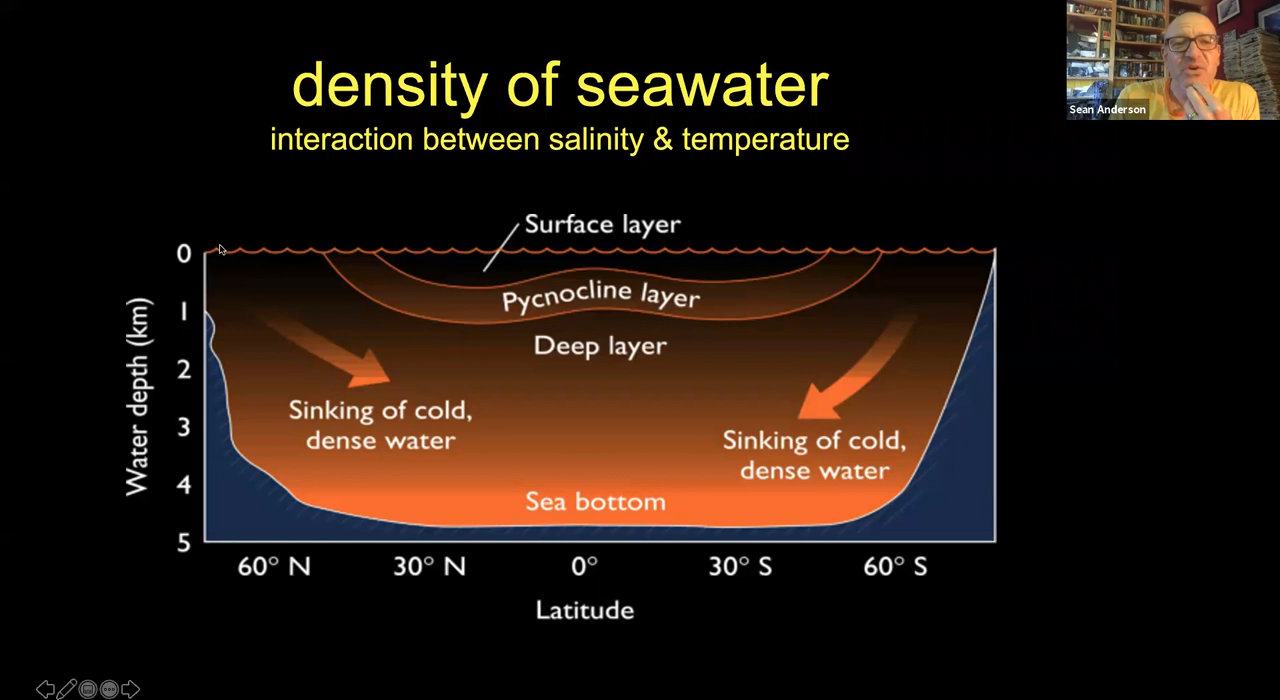 density of seawater
interaction between salinity & temperature
Sean Anderson
Surface layer
0
Pycnocline layer
1
Deep layer
2
Sinking of cold,
dense water
3
Sinking of cold,
dense water
4
Sea bottom
5
Water depth (km)
60° N
30° N
0°
30° S
60° S
Latitude